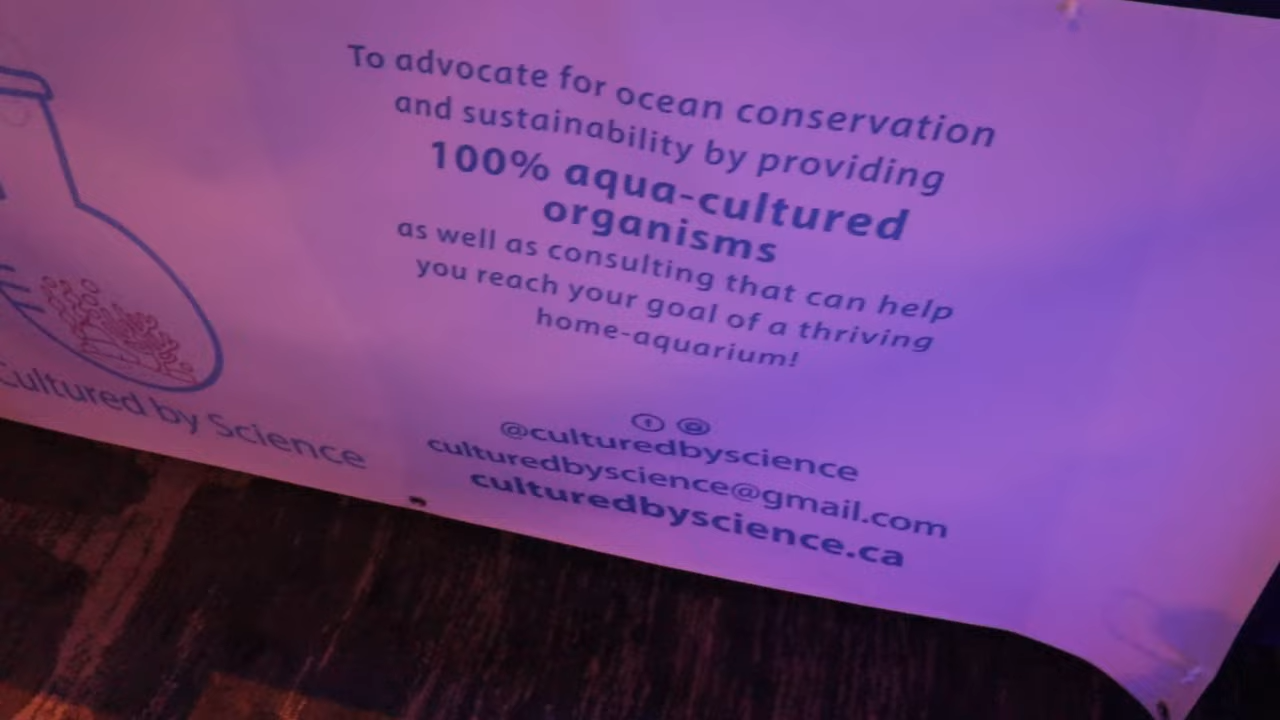 To advocate for ocean conservation
and sustainability by providing
100% aqua-cultured
organisms
as well as consulting that can help
you reach your goal of a thriving
home-aquarium!
Cultured by Science
@culturedbyscience
culturedbyscience@gmail.com
culturedbyscience.ca